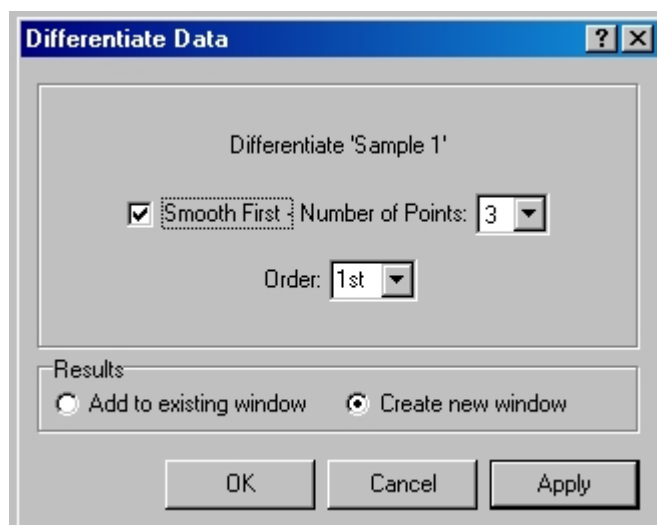 Differentiate Data
Differentiate 'Sample 1'
Smooth First - Number of Points: 3
Order: 1st
Results
Add to existing window Create new window
OK Cancel Apply